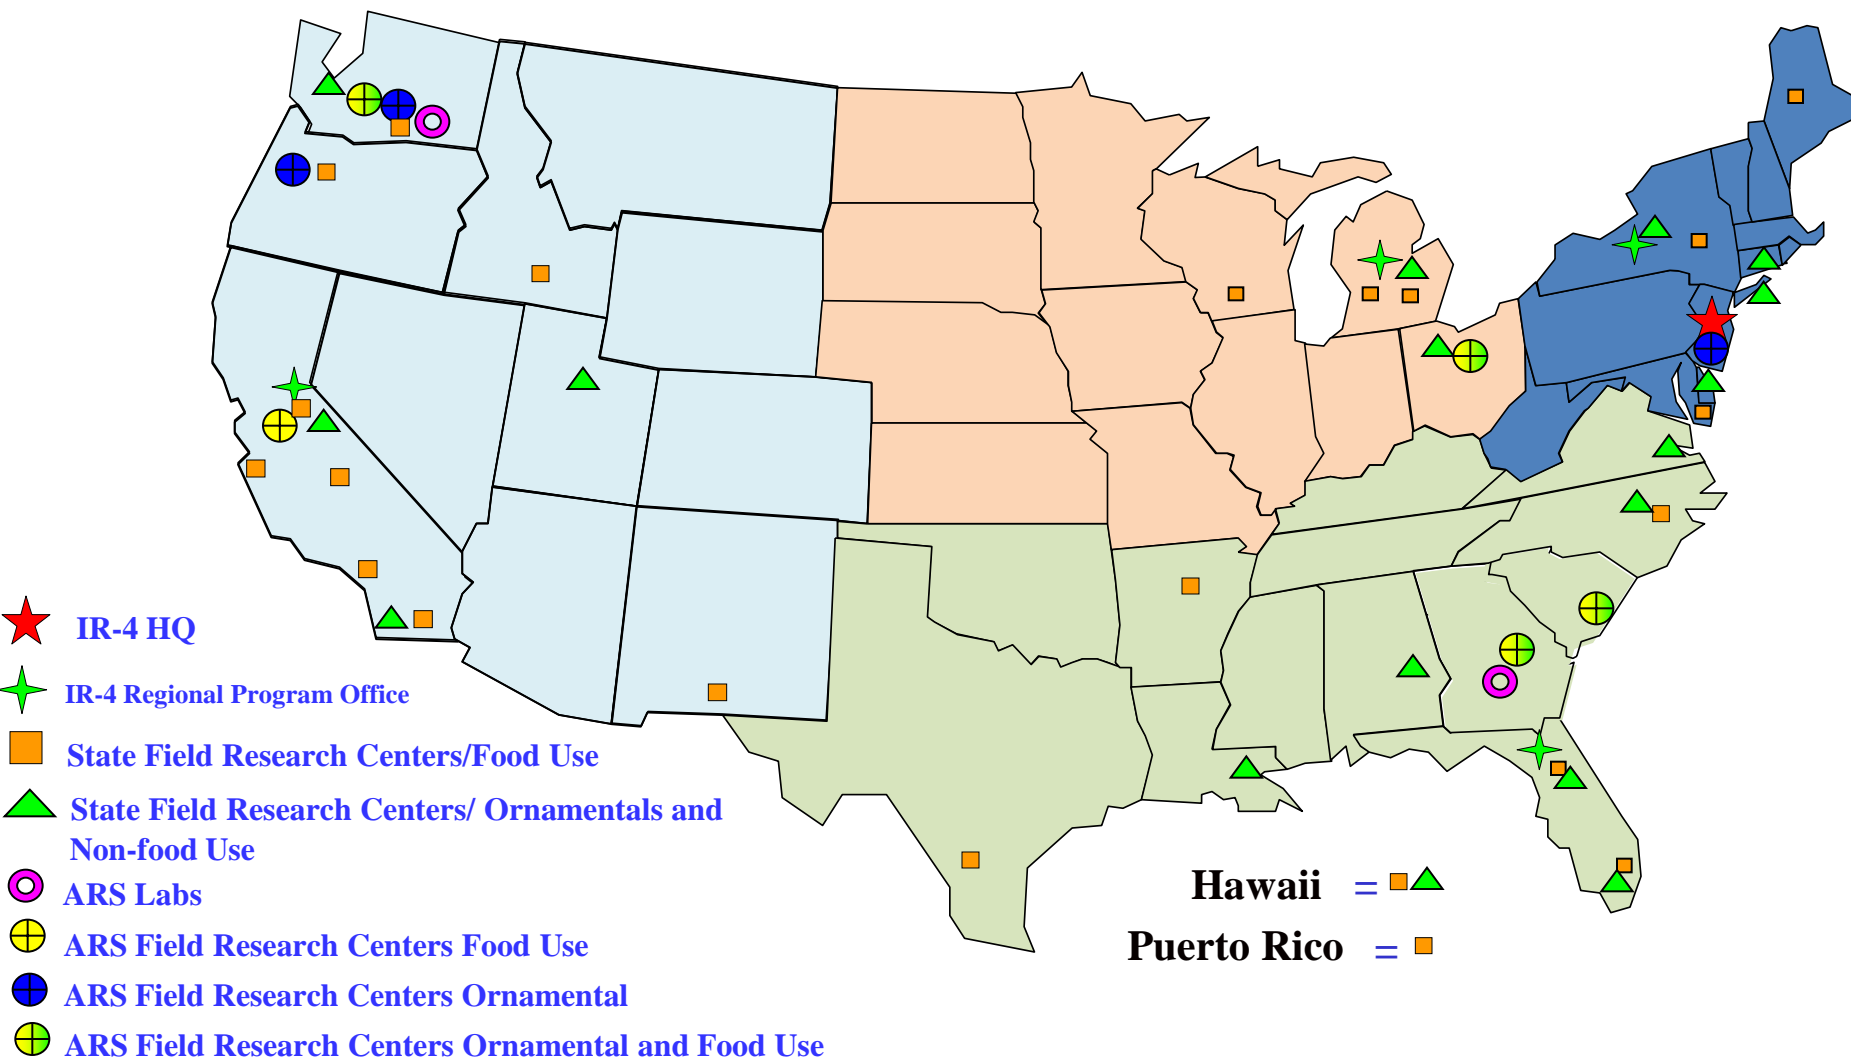 IR-4 HQ
IR-4 Regional Program Office
State Field Research Centers/Food Use
State Field Research Centers/ Ornamentals and
Non-food Use
ARS Labs
ARS Field Research Centers Food Use
ARS Field Research Centers Ornamental
ARS Field Research Centers Ornamental and Food Use
Hawaii =
Puerto Rico =